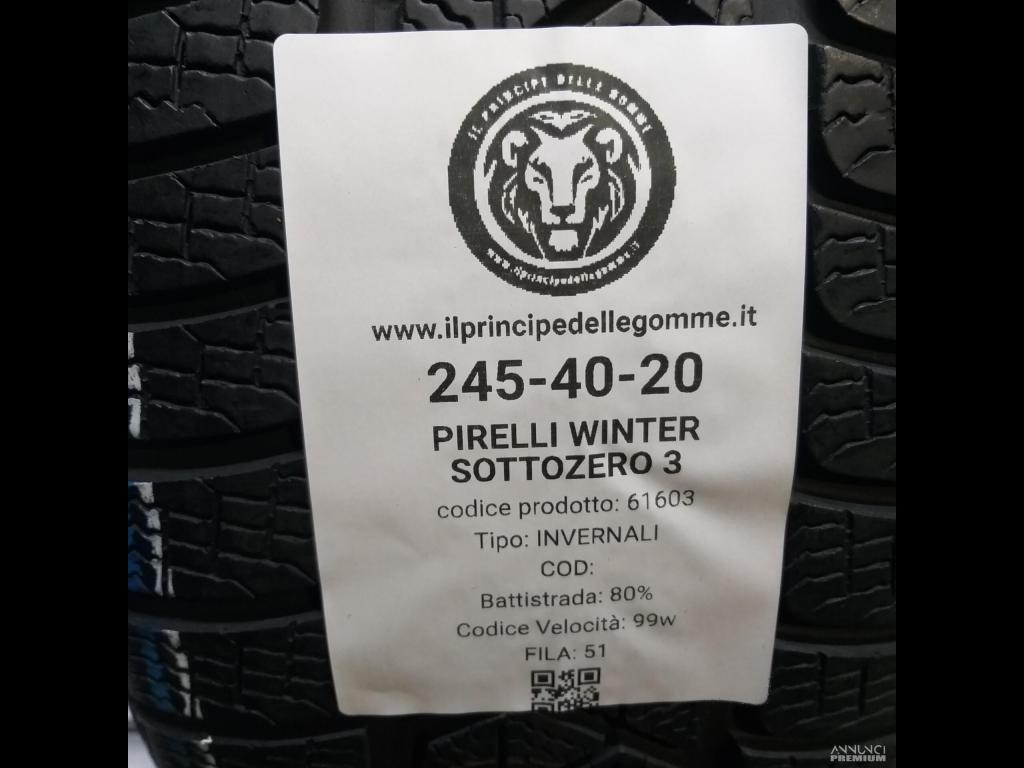 IL PRINCIPE DELLE GOMME
www.ilprincipedellegomme.it
www.ilprincipedellegomme.it
245-40-20
PIRELLI WINTER
SOTTOZERO 3
codice prodotto: 61603
Tipo: INVERNALI
COD:
Battistrada: 80%
Codice Velocità: 99w
FILA: 51
ANNUNCI
PREMIUM